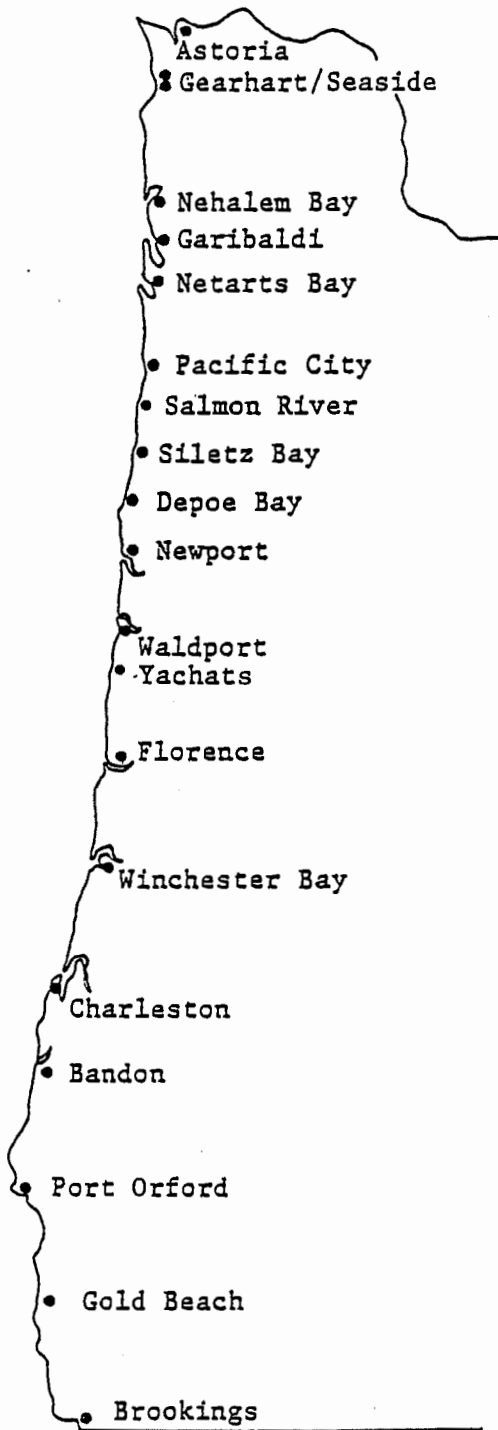 Astoria
Gearhart/Seaside
Nehalem Bay
Garibaldi
Netarts Bay
Pacific City
Salmon River
Siletz Bay
Depoe Bay
Newport
Waldport
Yachats
Florence
Winchester Bay
Charleston
Bandon
Port Orford
Gold Beach
Brookings